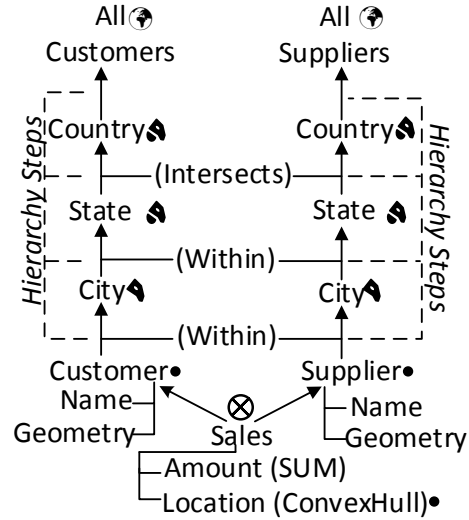 All All
Customers Suppliers
Country Country
(Intersects)
State State
(Within)
City City
(Within)
Customer Supplier
Name Name
Geometry Geometry
Sales
Amount (SUM)
Location (ConvexHull)
Hierarchy Steps
Hierarchy Steps